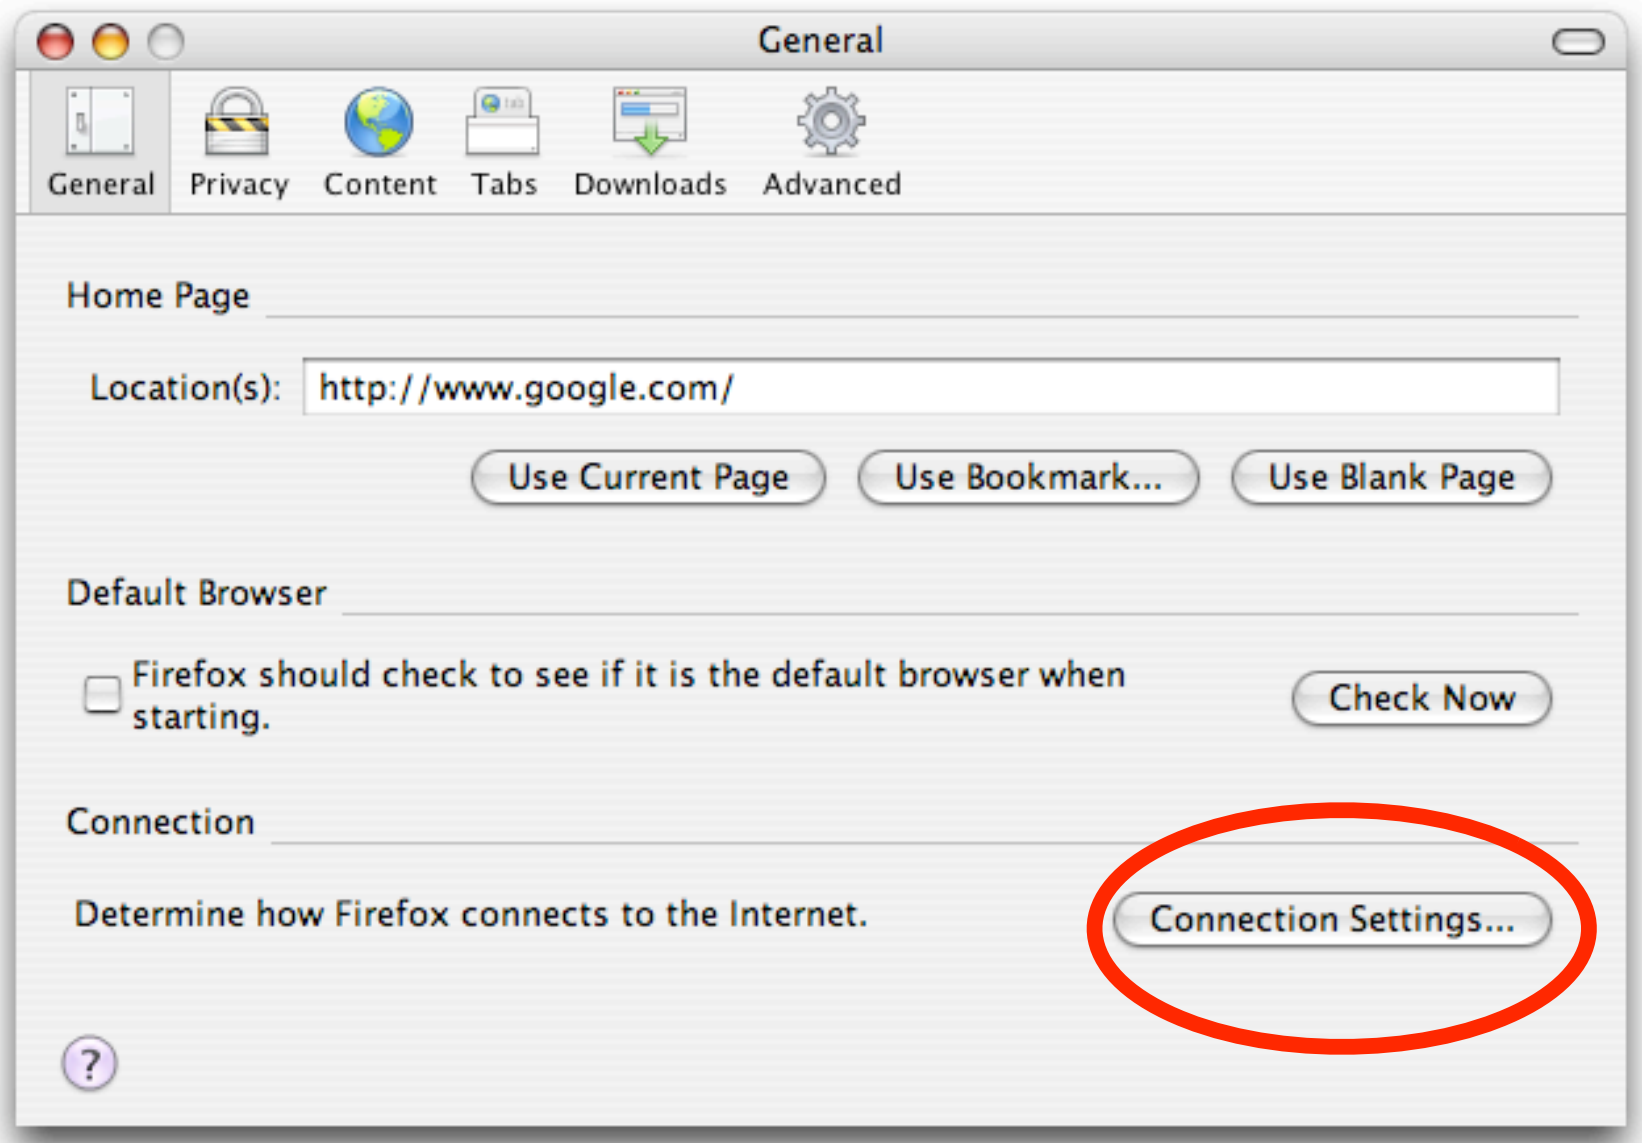 General
General Privacy Content Tabs Downloads Advanced
Home Page
Location(s): http://www.google.com/
Use Current Page Use Bookmark... Use Blank Page
Default Browser
Firefox should check to see if it is the default browser when
starting.
Check Now
Connection
Determine how Firefox connects to the Internet. Connection Settings...
?